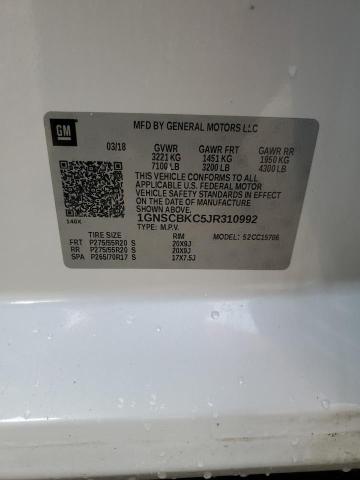 GM
MFD BY GENERAL MOTORS LLC
03/18 GVWR GAWR FRT GAWR RR
3221 KG 1451 KG 1950 KG
7100 LB 3200 LB 4300 LB
THIS VEHICLE CONFORMS TO ALL
APPLICABLE U.S. FEDERAL MOTOR
VEHICLE SAFETY STANDARDS IN EFFECT
ON THE DATE OF MANUFACTURE
SHOWN ABOVE.
1GNSCBKC5JR310992
TYPE: M.P.V.
140X
MODEL: 52CC15706
TIRE SIZE RIM
FRT P275/55R20 S 20X9J
RR P275/55R20 S 20X9J
SPA P265/70R17 S 17X7.5J